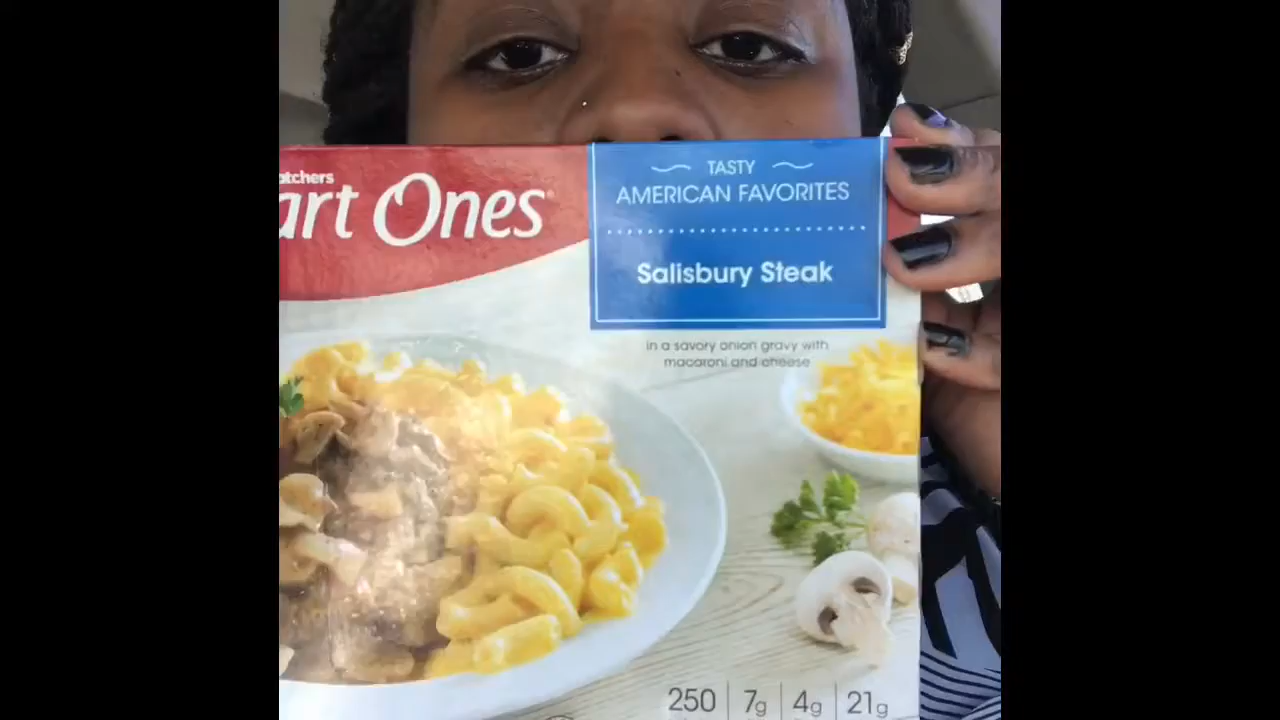 atchers
art Ones
TASTY
AMERICAN FAVORITES
Salisbury Steak
in a savory onion gravy with
macaroni and cheese
250 7g 4g 21g